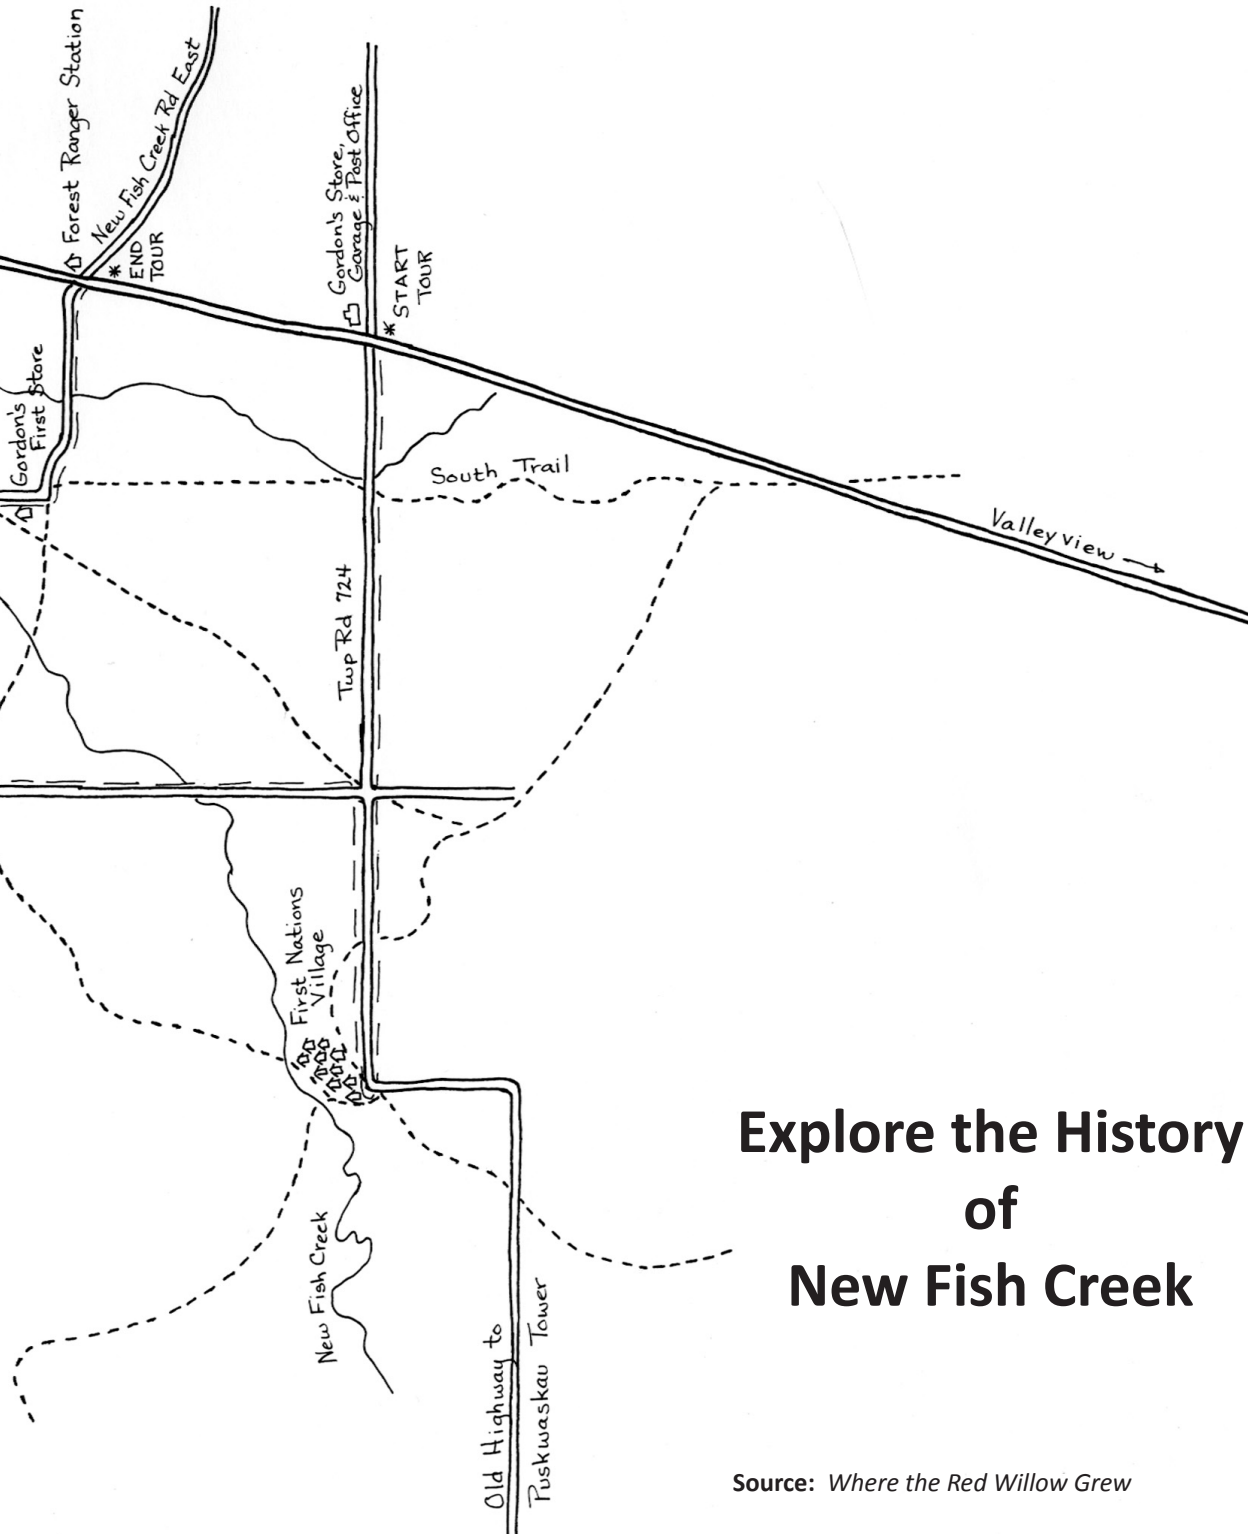 Forest Ranger Station
New Fish Creek Rd East
END
TOUR
Gordon's Store,
Garage & Post Office
START
TOUR
Gordon's
First Store
South Trail
Valleyview
Twp Rd 724
First Nations
Village
New Fish Creek
Old Highway to
Puskwaskau Tower
Explore the History
of
New Fish Creek
Source: Where the Red Willow Grew